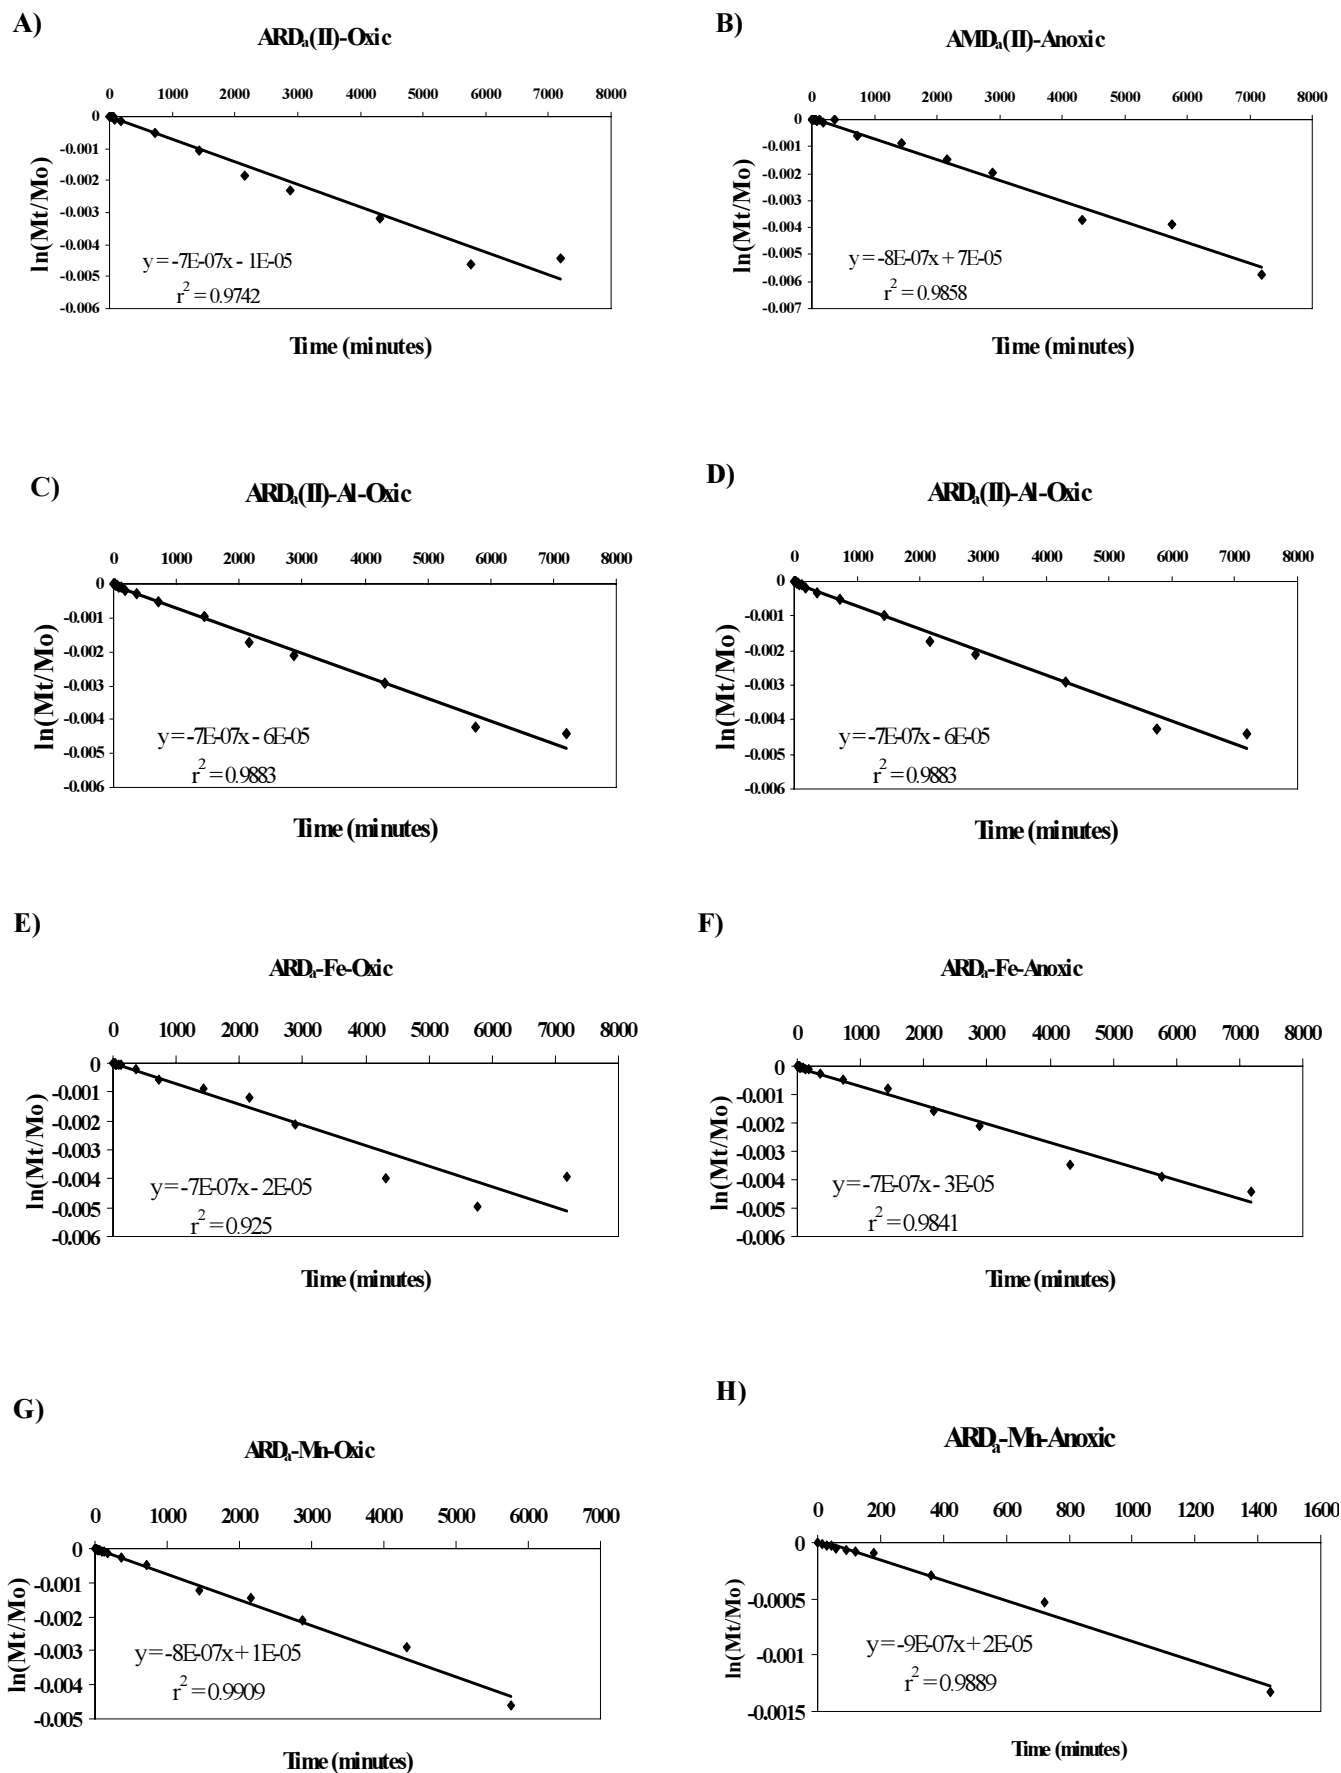 A)
ARDa(II)-Oxic
0 1000 2000 3000 4000 5000 6000 7000 8000
0
-0.001
-0.002
-0.003
-0.004
-0.005
-0.006
ln(Mt/Mo)
y = -7E-07x - 1E-05
r2 = 0.9742
Time (minutes)
B)
AMDa(II)-Anoxic
0 1000 2000 3000 4000 5000 6000 7000 8000
0
-0.001
-0.002
-0.003
-0.004
-0.005
-0.006
-0.007
ln(Mt/Mo)
y = -8E-07x + 7E-05
r2 = 0.9858
Time (minutes)
C)
ARDa(II)-Al-Oxic
0 1000 2000 3000 4000 5000 6000 7000 8000
0
-0.001
-0.002
-0.003
-0.004
-0.005
-0.006
ln(Mt/Mo)
y = -7E-07x - 6E-05
r2 = 0.9883
Time (minutes)
D)
ARDa(II)-Al-Oxic
0 1000 2000 3000 4000 5000 6000 7000 8000
0
-0.001
-0.002
-0.003
-0.004
-0.005
-0.006
ln(Mt/Mo)
y = -7E-07x - 6E-05
r2 = 0.9883
Time (minutes)
E)
ARDa-Fe-Oxic
0 1000 2000 3000 4000 5000 6000 7000 8000
0
-0.001
-0.002
-0.003
-0.004
-0.005
-0.006
ln(Mt/Mo)
y = -7E-07x - 2E-05
r2 = 0.925
Time (minutes)
F)
ARDa-Fe-Anoxic
0 1000 2000 3000 4000 5000 6000 7000 8000
0
-0.001
-0.002
-0.003
-0.004
-0.005
-0.006
ln(Mt/Mo)
y = -7E-07x - 3E-05
r2 = 0.9841
Time (minutes)
G)
ARDa-Mn-Oxic
0 1000 2000 3000 4000 5000 6000 7000
0
-0.001
-0.002
-0.003
-0.004
-0.005
ln(Mt/Mo)
y = -8E-07x + 1E-05
r2 = 0.9909
Time (minutes)
H)
ARDa-Mn-Anoxic
0 200 400 600 800 1000 1200 1400 1600
0
-0.0005
-0.001
-0.0015
ln(Mt/Mo)
y = -9E-07x + 2E-05
r2 = 0.9889
Time (minutes)